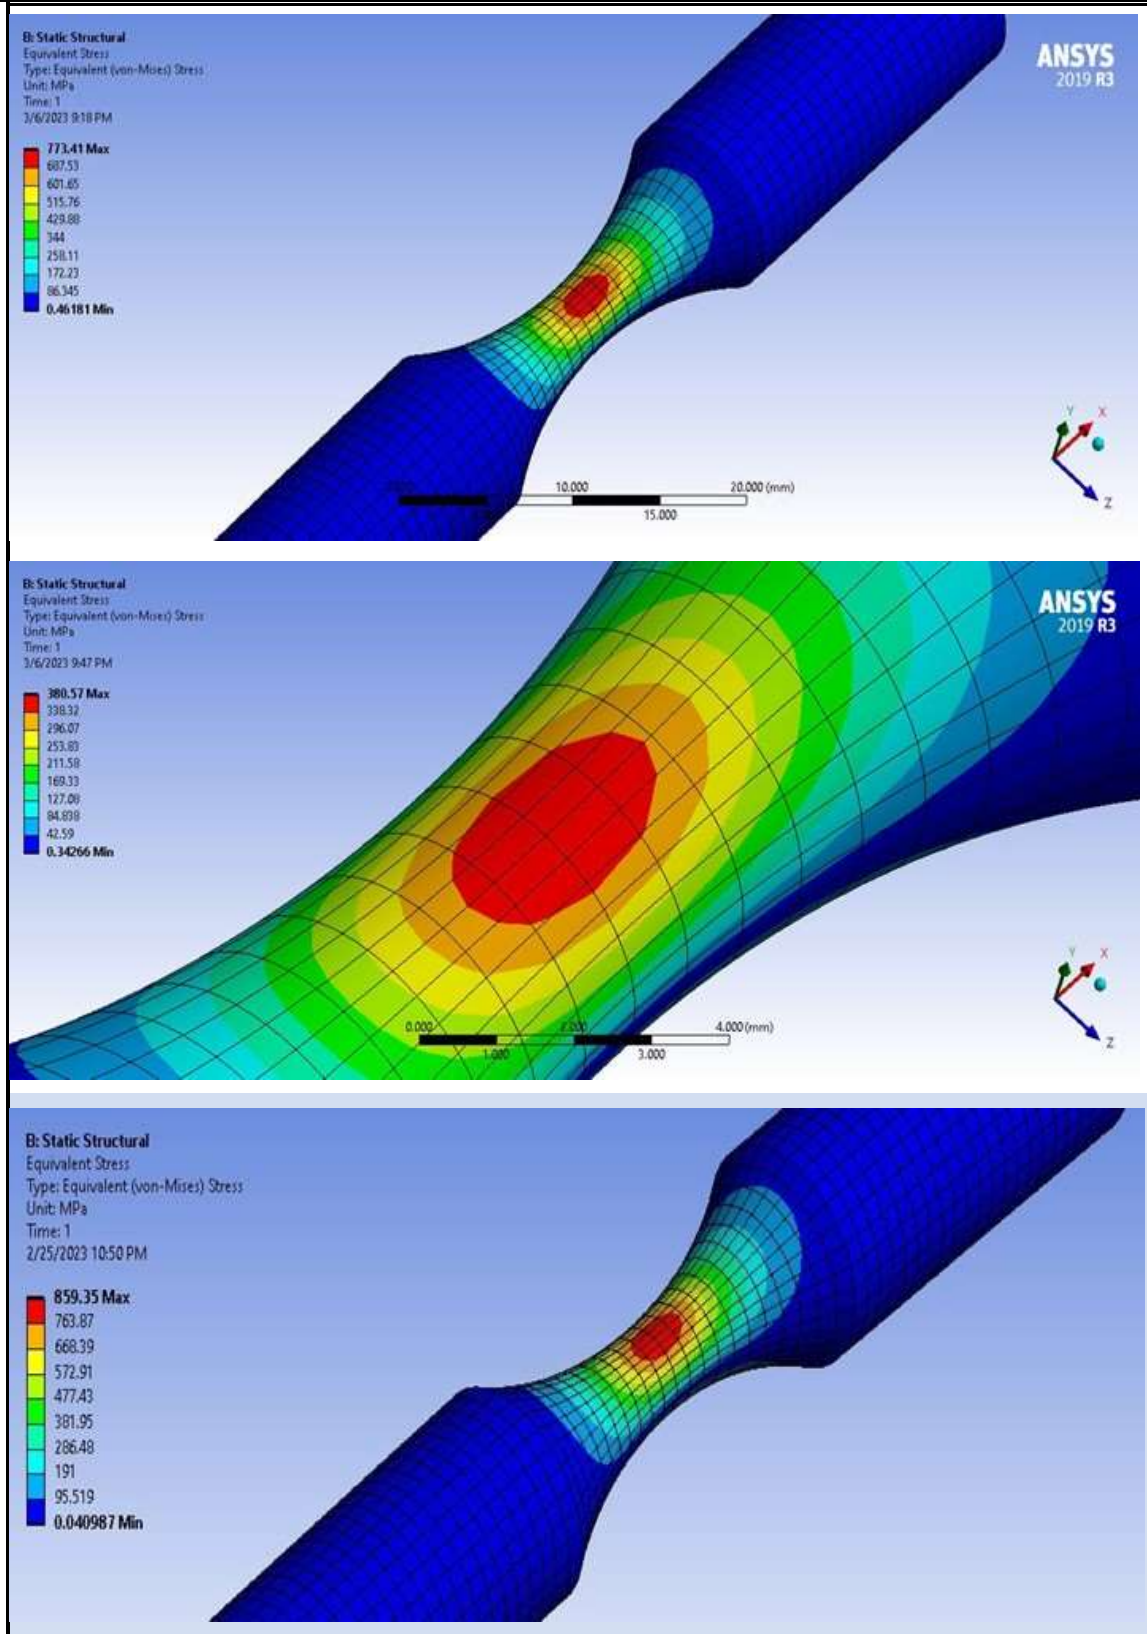 B: Static Structural
Equivalent Stress
Type: Equivalent (von-Mises) Stress
Unit: MPa
Time: 1
3/6/2023 9:18 PM
773.41 Max
687.53
601.65
515.76
429.88
344
258.11
172.23
86.345
0.46181 Min
ANSYS
2019 R3
10.000
20.000 (mm)
15.000
Y
X
Z
B: Static Structural
Equivalent Stress
Type: Equivalent (von-Mises) Stress
Unit: MPa
Time: 1
3/6/2023 9:47 PM
380.57 Max
338.32
296.07
253.83
211.58
169.33
127.08
84.838
42.59
0.34266 Min
ANSYS
2019 R3
0.000
2.000
4.000 (mm)
1.000
3.000
Y
X
Z
B: Static Structural
Equivalent Stress
Type: Equivalent (von-Mises) Stress
Unit: MPa
Time: 1
2/25/2023 10:50 PM
859.35 Max
763.87
668.39
572.91
477.43
381.95
286.48
191
95.519
0.040987 Min